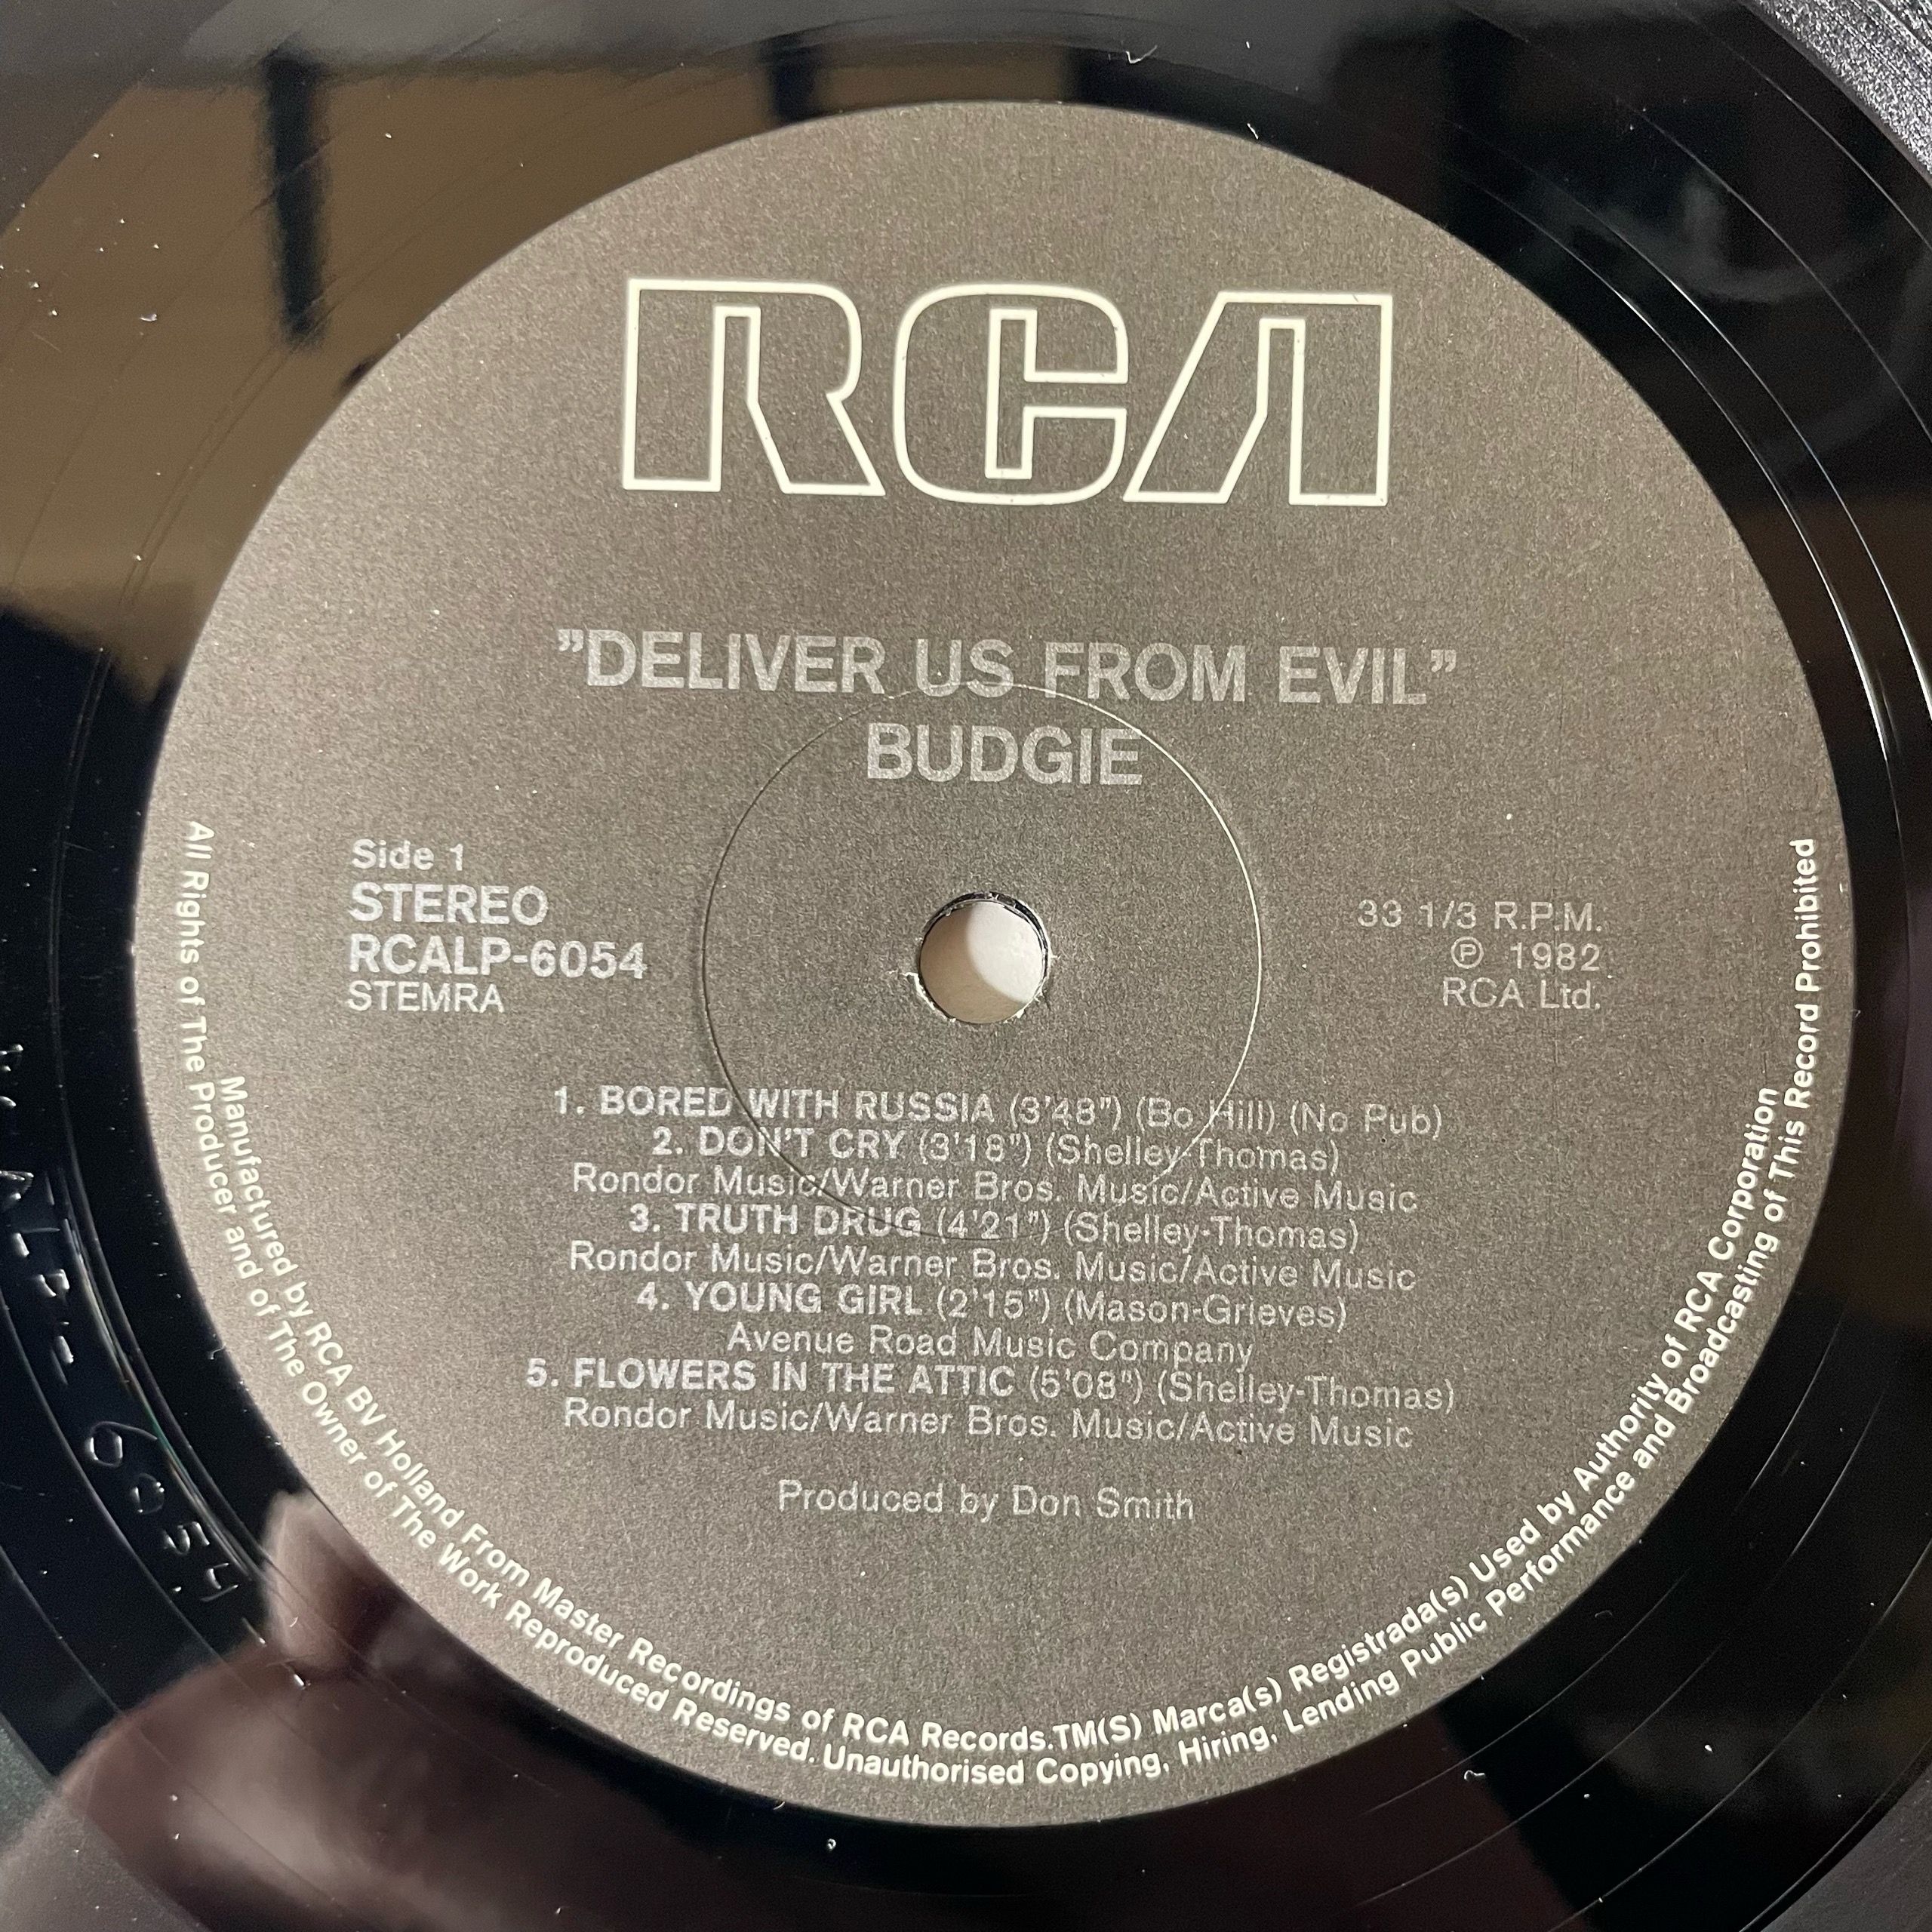 RCA
"DELIVER US FROM EVIL"
BUDGIE
Side 1
STEREO
RCALP-6054
STEMRA
33 1/3 R.P.M.
℗ 1982
RCA Ltd.
1. BORED WITH RUSSIA (3'48") (Bo Hill) (No Pub)
2. DON'T CRY (3'18") (Shelley-Thomas)
Rondor Music/Warner Bros. Music/Active Music
3. TRUTH DRUG (4'21") (Shelley-Thomas)
Rondor Music/Warner Bros. Music/Active Music
4. YOUNG GIRL (2'15") (Mason-Grieves)
Avenue Road Music Company
5. FLOWERS IN THE ATTIC (5'08") (Shelley-Thomas)
Rondor Music/Warner Bros. Music/Active Music
Produced by Don Smith
Manufactured by RCA BV Holland From Master Recordings of RCA Records.TM(S) Marca(s) Registrada(s) Used by Authority of RCA Corporation
All Rights of The Producer and of The Owner of The Work Reproduced Reserved. Unauthorised Copying, Hiring, Lending Public Performance and Broadcasting of This Record Prohibited
6054